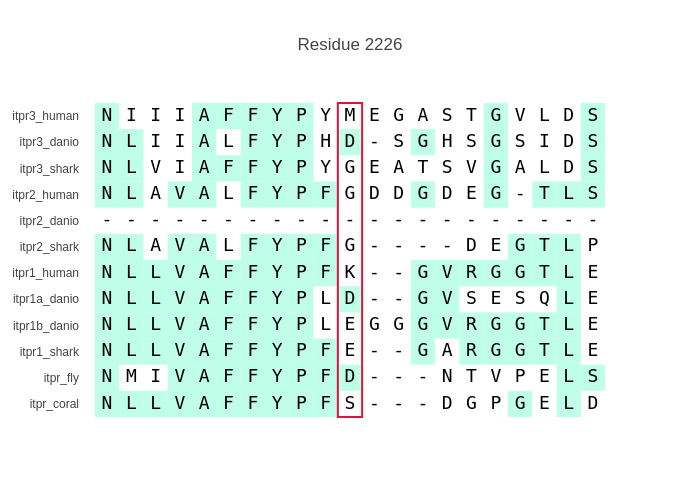 Residue 2226
itpr3_human N I I I A F F Y P Y M E G A S T G V L D S
itpr3_danio N L I I A L F Y P H D - S G H S G S I D S
itpr3_shark N L V I A F F Y P Y G E A T S V G A L D S
itpr2_human N L A V A L F Y P F G D D G D E G - T L S
itpr2_danio - - - - - - - - - - - - - - - - - - - - -
itpr2_shark N L A V A L F Y P F G - - - - D E G T L P
itpr1_human N L L V A F F Y P F K - - G V R G G T L E
itpr1a_danio N L L V A F F Y P L D - - G V S E S Q L E
itpr1b_danio N L L V A F F Y P L E G G G V R G G T L E
itpr1_shark N L L V A F F Y P F E - - G A R G G T L E
itpr_fly N M I V A F F Y P F D - - - N T V P E L S
itpr_coral N L L V A F F Y P F S - - - D G P G E L D